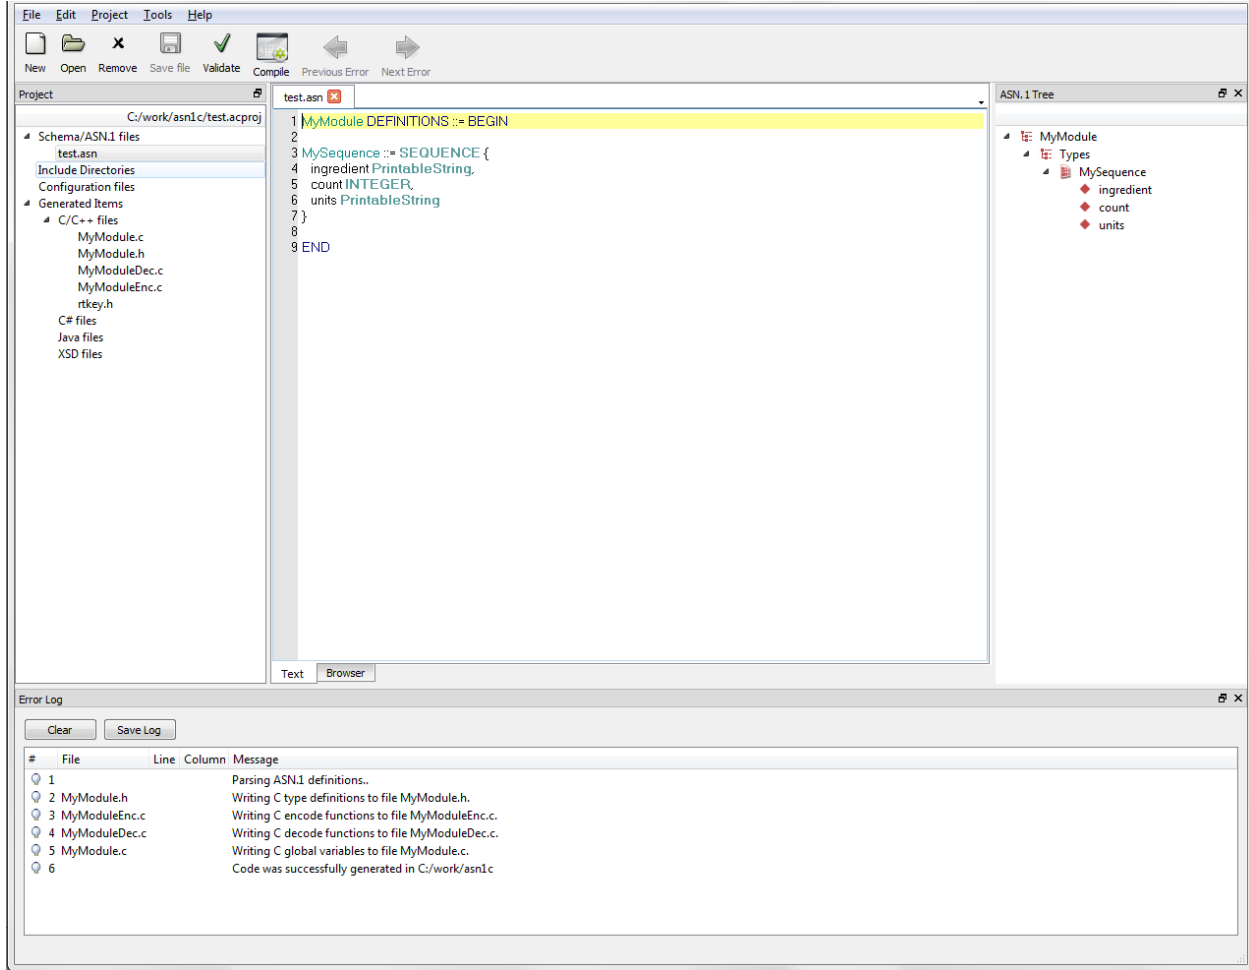 File Edit Project Tools Help
New Open Remove Save file Validate Compile Previous Error Next Error
Project
C:/work/asn1c/test.acproj
Schema/ASN.1 files
test.asn
Include Directories
Configuration files
Generated Items
C/C++ files
MyModule.c
MyModule.h
MyModuleDec.c
MyModuleEnc.c
rtkey.h
C# files
Java files
XSD files
test.asn
1 MyModule DEFINITIONS ::= BEGIN
2
3 MySequence ::= SEQUENCE {
4 ingredient PrintableString,
5 count INTEGER,
6 units PrintableString
7 }
8
9 END
Text Browser
ASN.1 Tree
MyModule
Types
MySequence
ingredient
count
units
Error Log
Clear Save Log
# File Line Column Message
1 Parsing ASN.1 definitions..
2 MyModule.h Writing C type definitions to file MyModule.h.
3 MyModuleEnc.c Writing C encode functions to file MyModuleEnc.c.
4 MyModuleDec.c Writing C decode functions to file MyModuleDec.c.
5 MyModule.c Writing C global variables to file MyModule.c.
6 Code was successfully generated in C:/work/asn1c